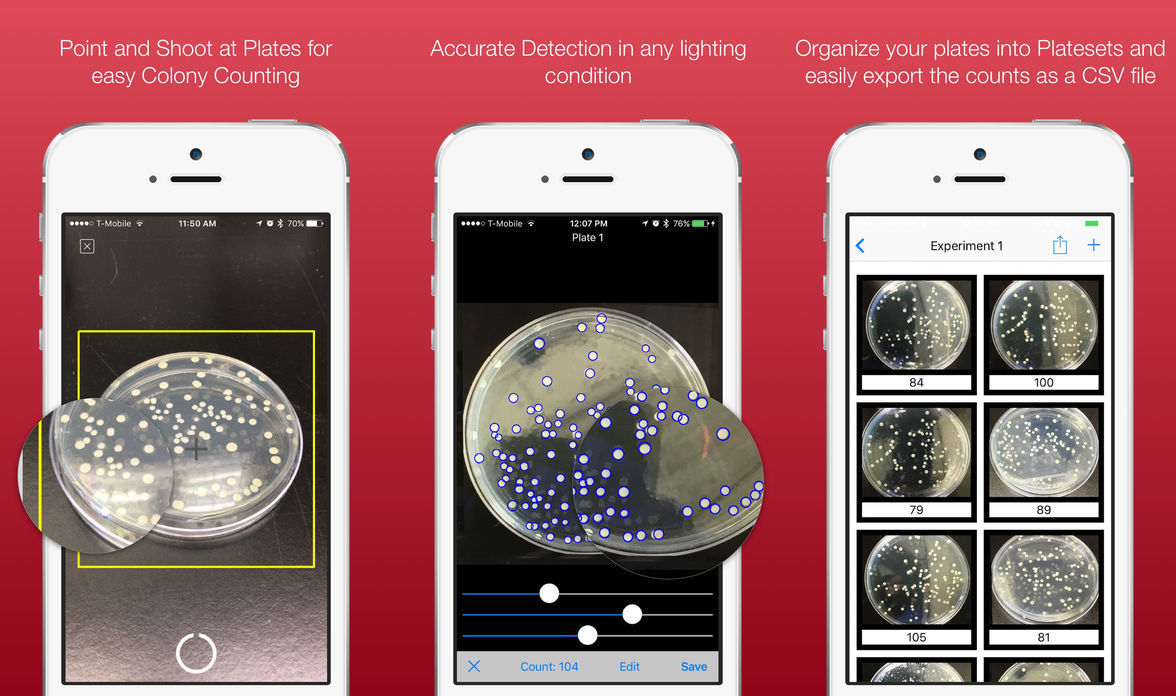 Point and Shoot at Plates for
easy Colony Counting
Accurate Detection in any lighting
condition
Organize your plates into Platesets and
easily export the counts as a CSV file
T-Mobile 11:50 AM 70%
T-Mobile 12:07 PM 76%
Plate 1
Count: 104 Edit Save
Experiment 1
84 100
79 89
105 81